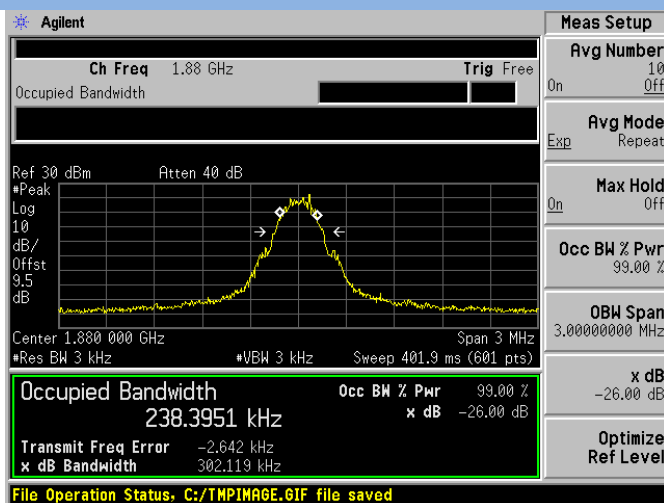 Agilent
Meas Setup
Ch Freq 1.88 GHz Trig Free
Occupied Bandwidth
Avg Number
10
On Off
Avg Mode
Exp Repeat
Max Hold
On Off
Occ BW % Pwr
99.00 %
OBW Span
3.00000000 MHz
x dB
-26.00 dB
Optimize
Ref Level
Ref 30 dBm Atten 40 dB
#Peak
Log
10
dB/
Offst
9.5
dB
Center 1.880 000 GHz Span 3 MHz
#Res BW 3 kHz #VBW 3 kHz Sweep 401.9 ms (601 pts)
Occupied Bandwidth Occ BW % Pwr 99.00 %
238.3951 kHz x dB -26.00 dB
Transmit Freq Error -2.642 kHz
x dB Bandwidth 302.119 kHz
File Operation Status, C:/TMPIMAGE.GIF file saved